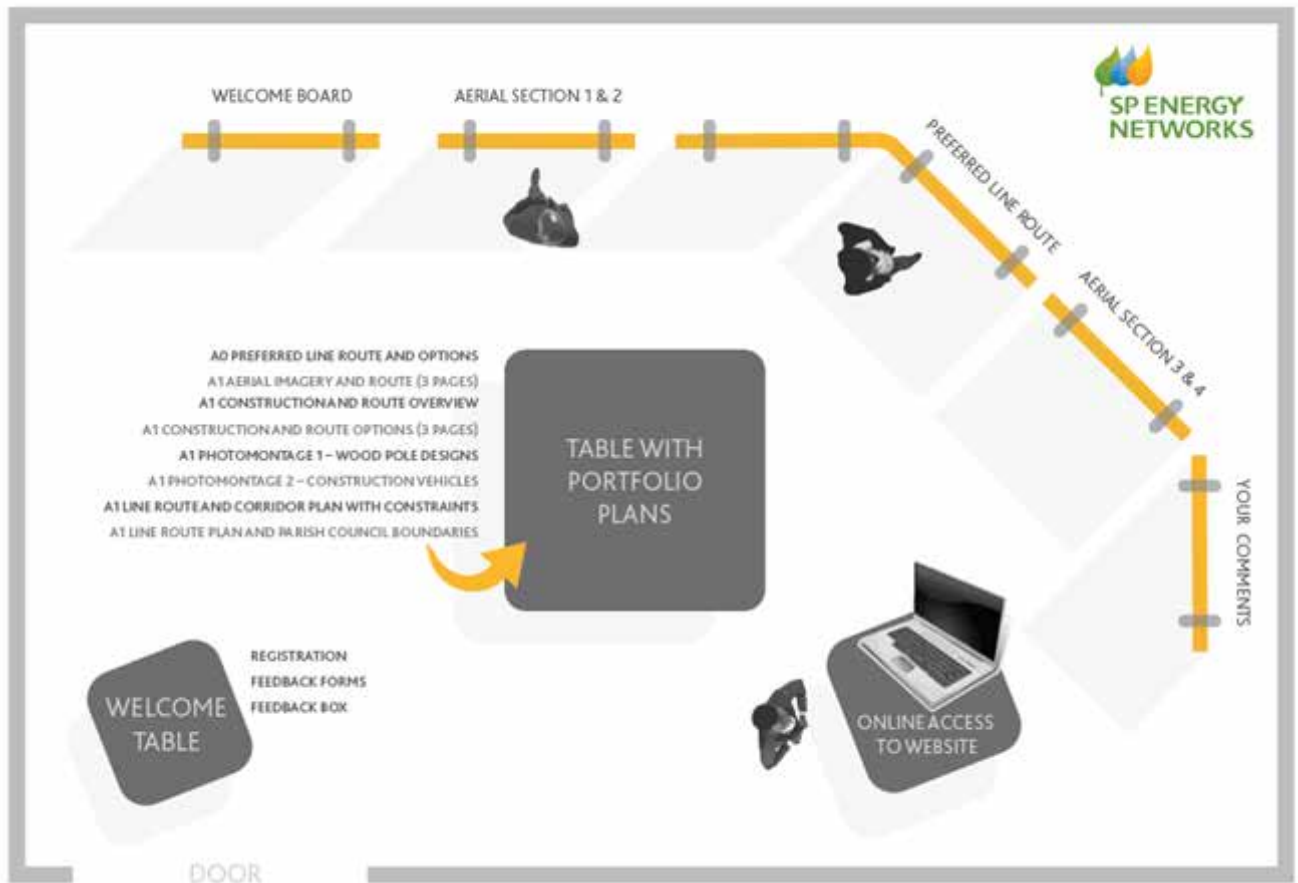 WELCOME BOARD
AERIAL SECTION 1 & 2
PREFERRED LINE ROUTE
AERIAL SECTION 3 & 4
YOUR COMMENTS
SP ENERGY
NETWORKS
A0 PREFERRED LINE ROUTE AND OPTIONS
A1 AERIAL IMAGERY AND ROUTE (3 PAGES)
A1 CONSTRUCTION AND ROUTE OVERVIEW
A1 CONSTRUCTION AND ROUTE OPTIONS (3 PAGES)
A1 PHOTOMONTAGE 1 – WOOD POLE DESIGNS
A1 PHOTOMONTAGE 2 – CONSTRUCTION VEHICLES
A1 LINE ROUTE AND CORRIDOR PLAN WITH CONSTRAINTS
A1 LINE ROUTE PLAN AND PARISH COUNCIL BOUNDARIES
TABLE WITH
PORTFOLIO
PLANS
WELCOME
TABLE
REGISTRATION
FEEDBACK FORMS
FEEDBACK BOX
ONLINE ACCESS
TO WEBSITE
DOOR